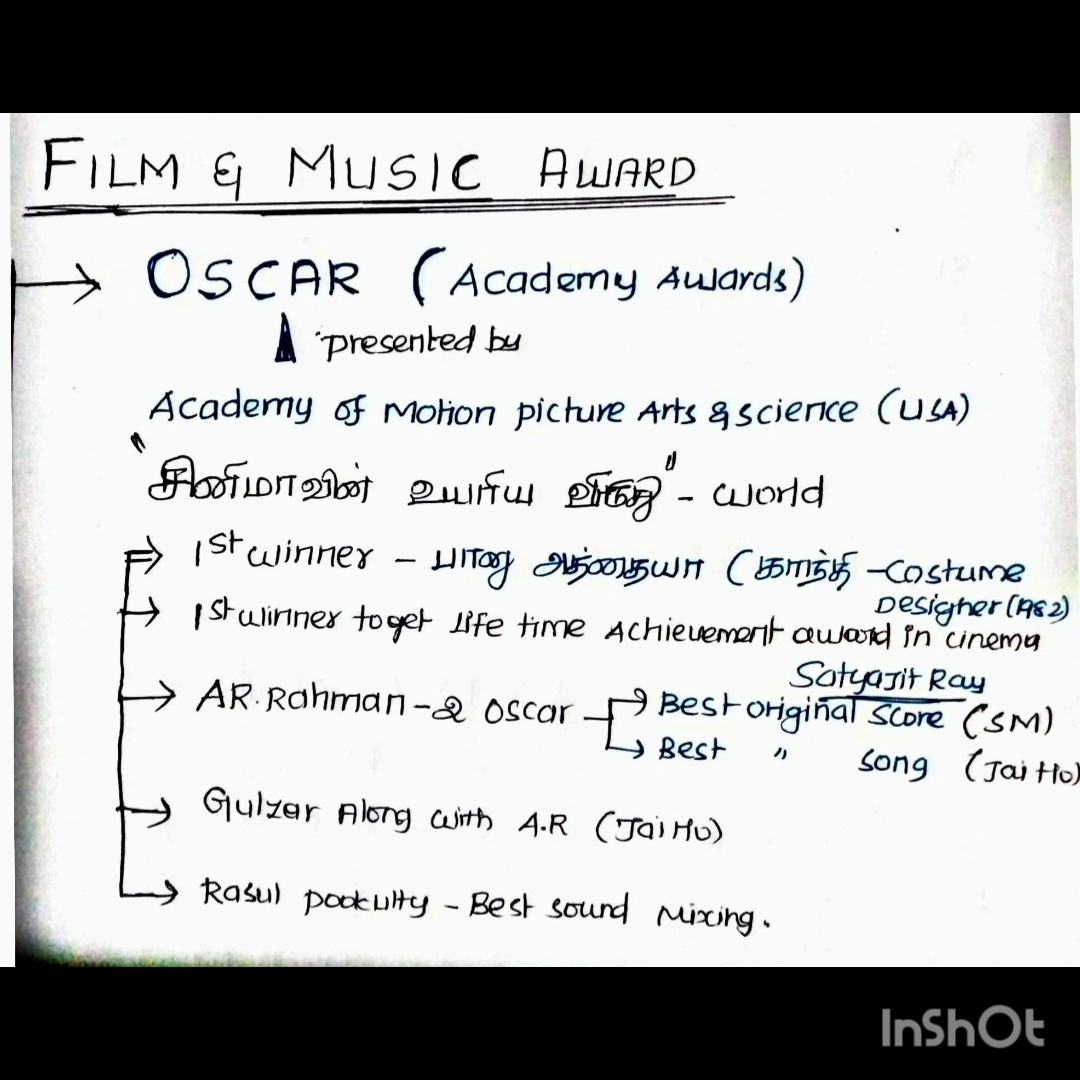 FILM & MUSIC AWARD
OSCAR (Academy Awards)
presented by
Academy of Motion picture Arts & science (USA)
"சினிமாவின் உயரிய விருது" - world
1st winner - பானு அத்தையா (காந்தி - Costume
Designer (1982)
1st winner to get Life time Achievement award in cinema
Satyajit Ray
AR. Rahman - 2 oscar Best original Score (SM)
Best " song (Jai Ho)
Gulzar Along with A.R (Jai Ho)
Rasul pookutty - Best sound Mixing.
InShOt